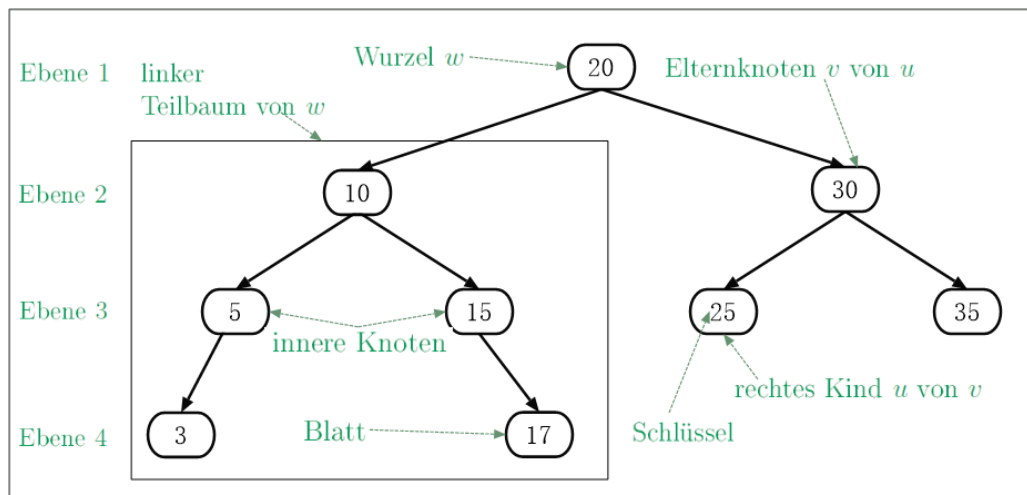 Ebene 1
linker
Teilbaum von w
Wurzel w
20
Elternknoten v von u
Ebene 2
10
30
Ebene 3
5
15
25
35
innere Knoten
rechtes Kind u von v
Ebene 4
3
Blatt
17
Schlüssel